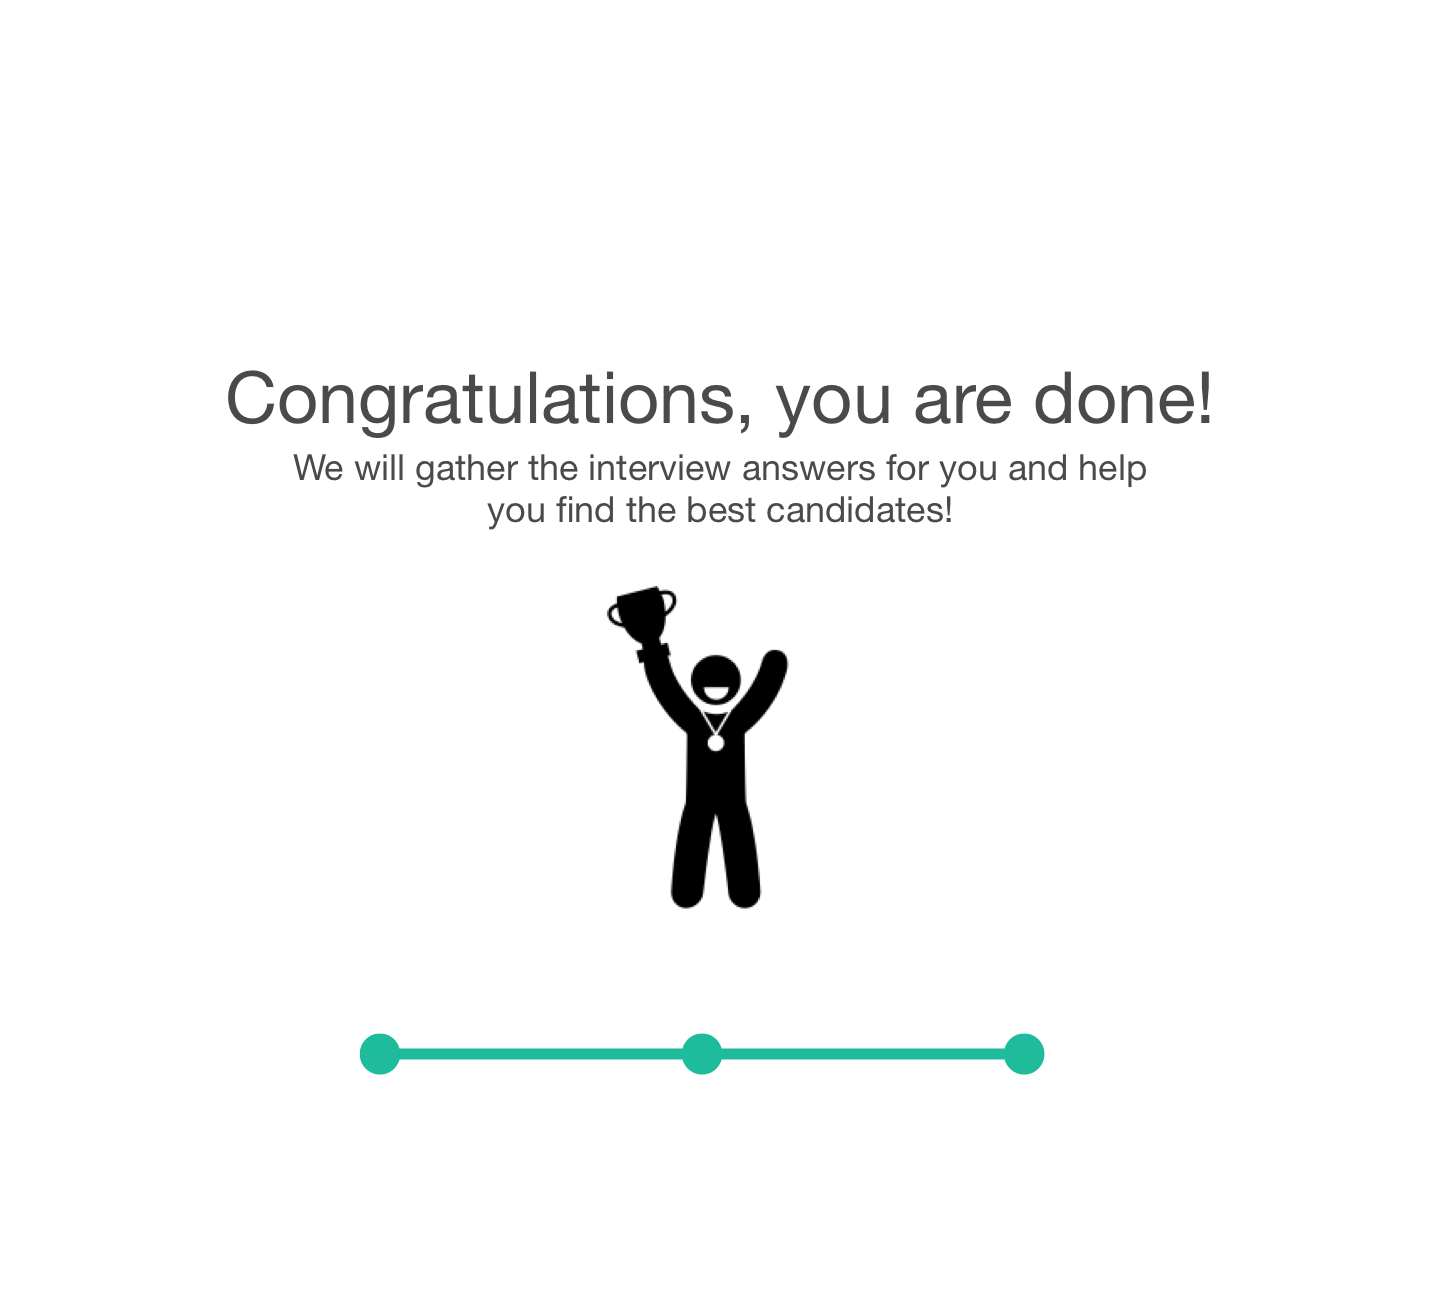 Congratulations, you are done!
We will gather the interview answers for you and help
you find the best candidates!